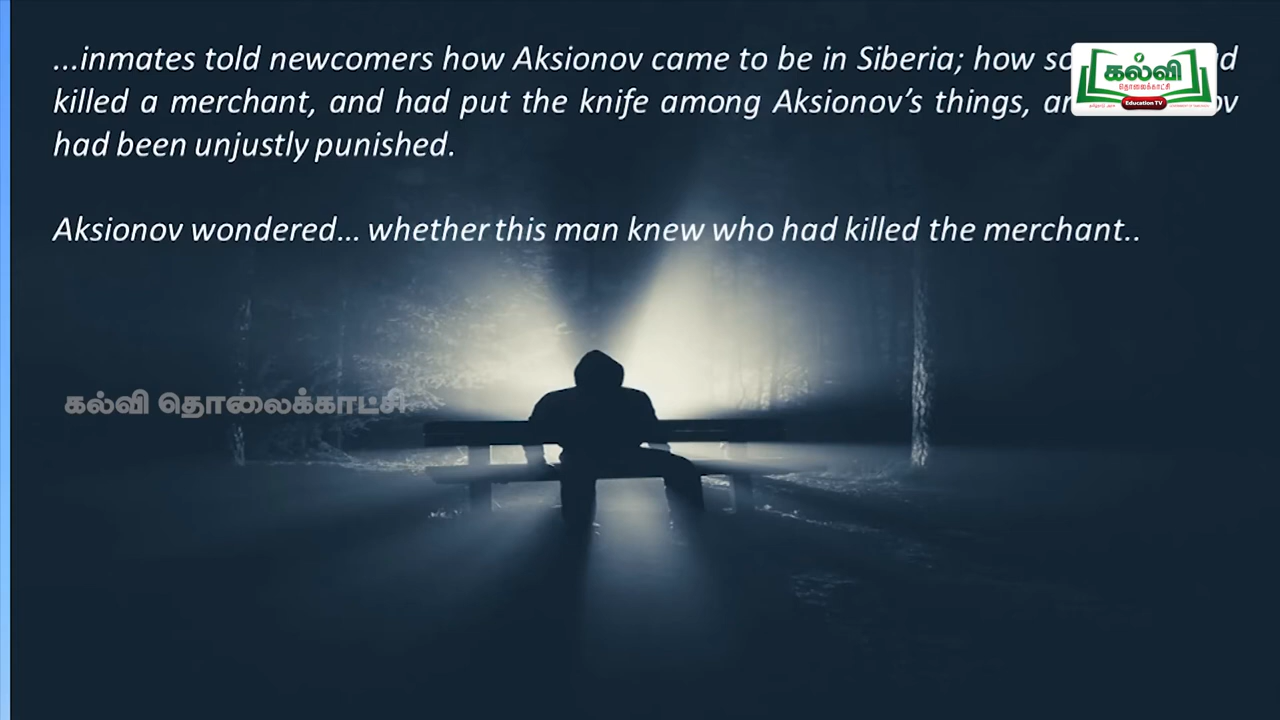 ...inmates told newcomers how Aksionov came to be in Siberia; how so d
killed a merchant, and had put the knife among Aksionov's things, an ov
had been unjustly punished.
Aksionov wondered... whether this man knew who had killed the merchant..
கல்வி
தொலைக்காட்சி
Education TV
கல்வி தொலைக்காட்சி